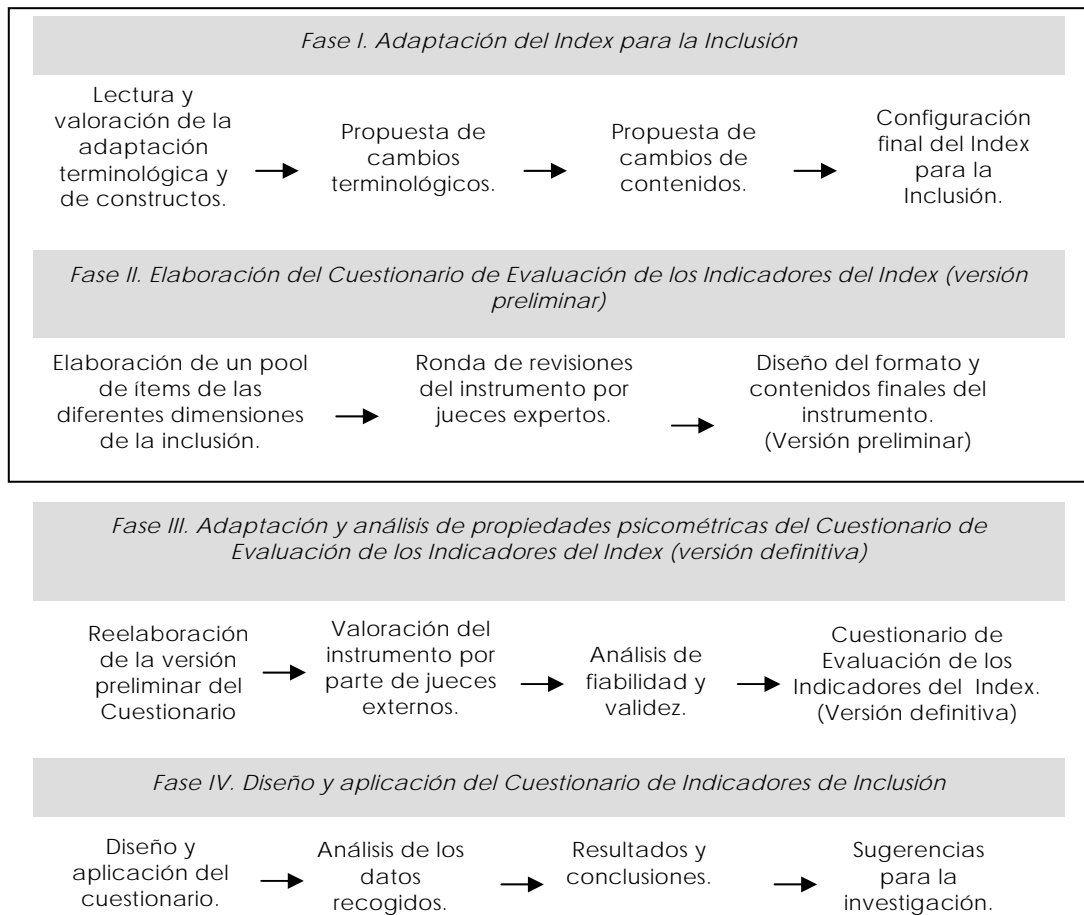 Fase I. Adaptación del Index para la Inclusión
Lectura y
valoración de la
adaptación
terminológica y
de constructos.
Propuesta de
cambios
terminológicos.
Propuesta de
cambios de
contenidos.
Configuración
final del Index
para la
Inclusión.
Fase II. Elaboración del Cuestionario de Evaluación de los Indicadores del Index (versión
preliminar)
Elaboración de un pool
de ítems de las
diferentes dimensiones
de la inclusión.
Ronda de revisiones
del instrumento por
jueces expertos.
Diseño del formato y
contenidos finales del
instrumento.
(Versión preliminar)
Fase III. Adaptación y análisis de propiedades psicométricas del Cuestionario de
Evaluación de los Indicadores del Index (versión definitiva)
Reelaboración
de la versión
preliminar del
Cuestionario
Valoración del
instrumento por
parte de jueces
externos.
Análisis de
fiabilidad y
validez.
Cuestionario de
Evaluación de los
Indicadores del Index.
(Versión definitiva)
Fase IV. Diseño y aplicación del Cuestionario de Indicadores de Inclusión
Diseño y
aplicación del
cuestionario.
Análisis de los
datos
recogidos.
Resultados y
conclusiones.
Sugerencias
para la
investigación.